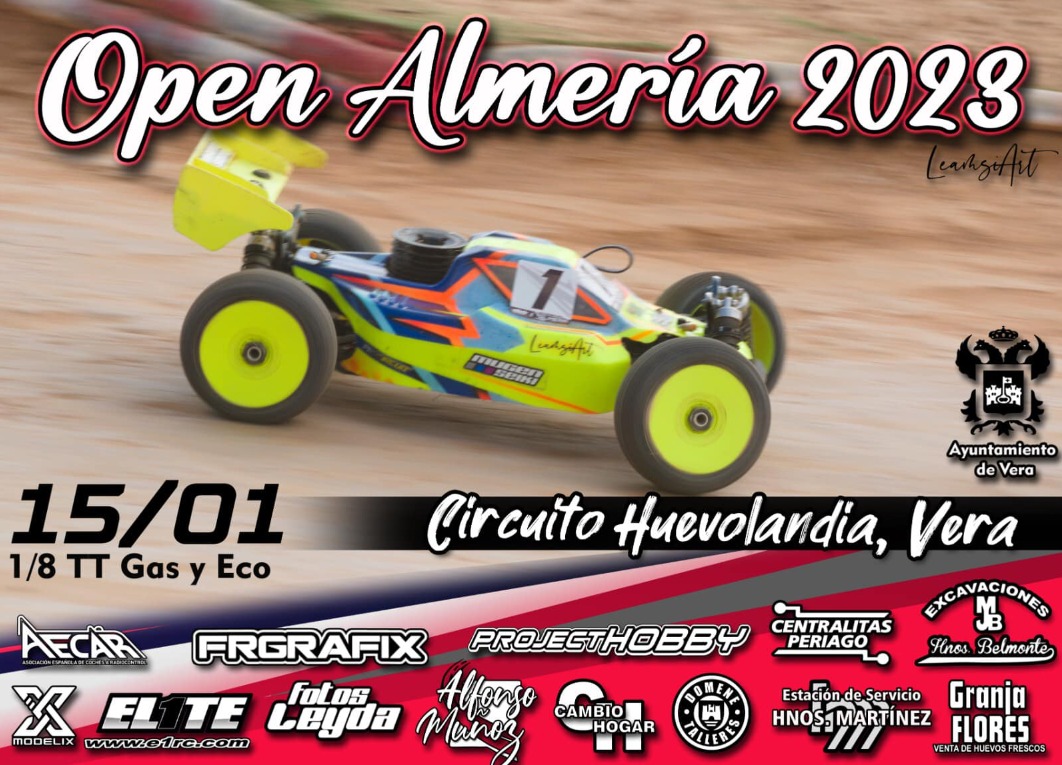 Open Almería 2023
LeamsiArt
1
LeamsiArt
MUGEN
SEIKI
Ayuntamiento
de Vera
15/01
Circuito Huevolandia, Vera
1/8 TT Gas y Eco
AECAR
ASOCIACIÓN ESPAÑOLA DE COCHES A RADIOCONTROL
FRGRAFIX
PROJECTHOBBY
CENTRALITAS
PERIAGO
EXCAVACIONES
MJB
Hnos. Belmonte
MODELIX
EL1TE
www.e1rc.com
fotos
Leyda
Alfonso
Muñoz
CAMBIO
HOGAR
CH
DOMENE
TALLERES
Estación de Servicio
HNOS. MARTÍNEZ
Granja
FLORES
VENTA DE HUEVOS FRESCOS